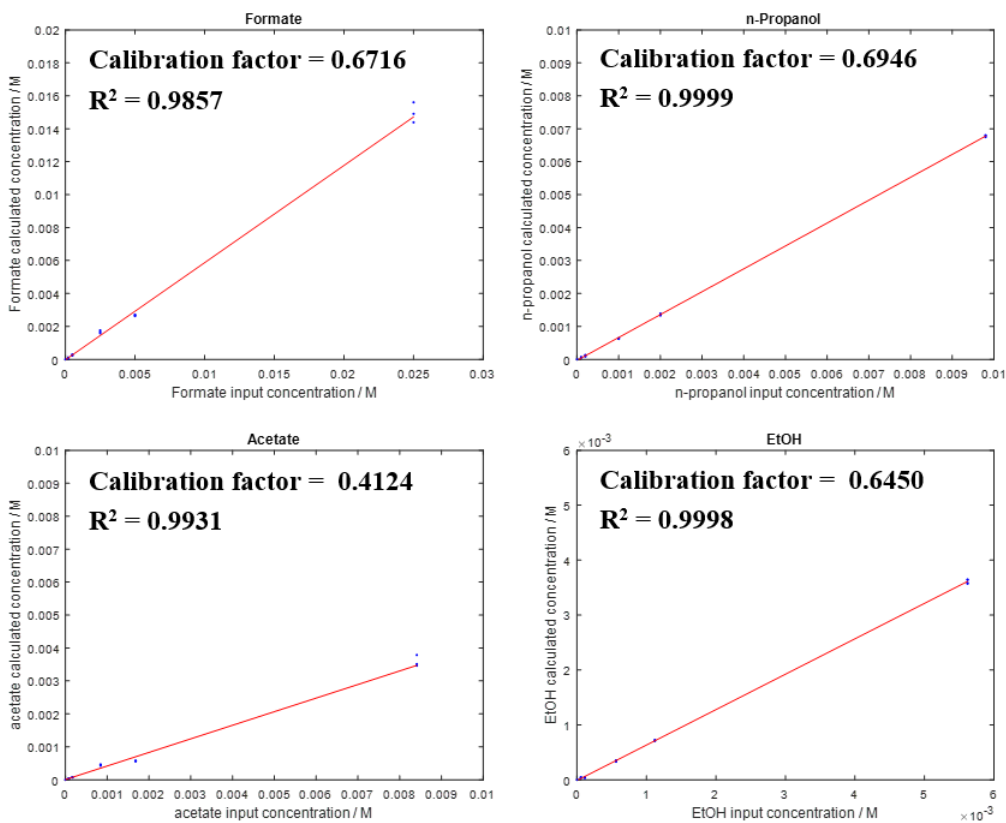 Formate
Calibration factor = 0.6716
R² = 0.9857
Formate calculated concentration / M
0.02
0.018
0.016
0.014
0.012
0.01
0.008
0.006
0.004
0.002
0
0 0.005 0.01 0.015 0.02 0.025 0.03
Formate input concentration / M
n-Propanol
Calibration factor = 0.6946
R² = 0.9999
n-propanol calculated concentration / M
0.01
0.009
0.008
0.007
0.006
0.005
0.004
0.003
0.002
0.001
0
0 0.001 0.002 0.003 0.004 0.005 0.006 0.007 0.008 0.009 0.01
n-propanol input concentration / M
Acetate
Calibration factor = 0.4124
R² = 0.9931
acetate calculated concentration / M
0.01
0.009
0.008
0.007
0.006
0.005
0.004
0.003
0.002
0.001
0
0 0.001 0.002 0.003 0.004 0.005 0.006 0.007 0.008 0.009 0.01
acetate input concentration / M
EtOH
×10⁻³
Calibration factor = 0.6450
R² = 0.9998
EtOH calculated concentration / M
6
5
4
3
2
1
0
0 1 2 3 4 5 6
EtOH input concentration / M
×10⁻³